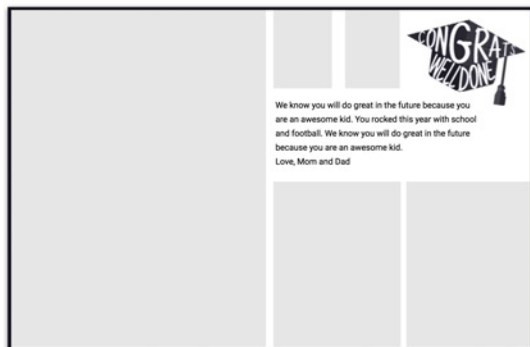 CONGRATS
WELL DONE
We know you will do great in the future because you
are an awesome kid. You rocked this year with school
and football. We know you will do great in the future
because you are an awesome kid.
Love, Mom and Dad